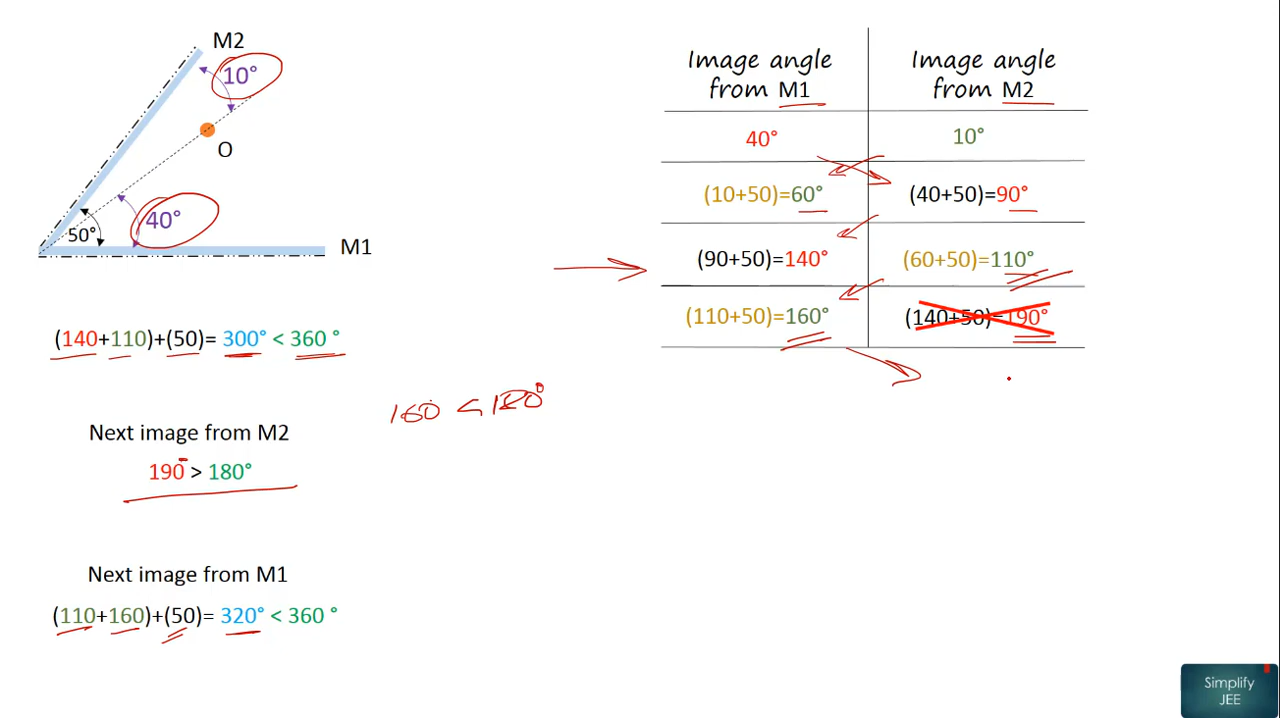 M2
10°
O
40°
50°
M1
(140+110)+(50)= 300° < 360 °
160 < 180°
Next image from M2
190° > 180°
Next image from M1
(110+160)+(50)= 320° < 360 °
Image angle from M1
Image angle from M2
40°
10°
(10+50)=60°
(40+50)=90°
(90+50)=140°
(60+50)=110°
(110+50)=160°
(140+50)=190°
Simplify
JEE